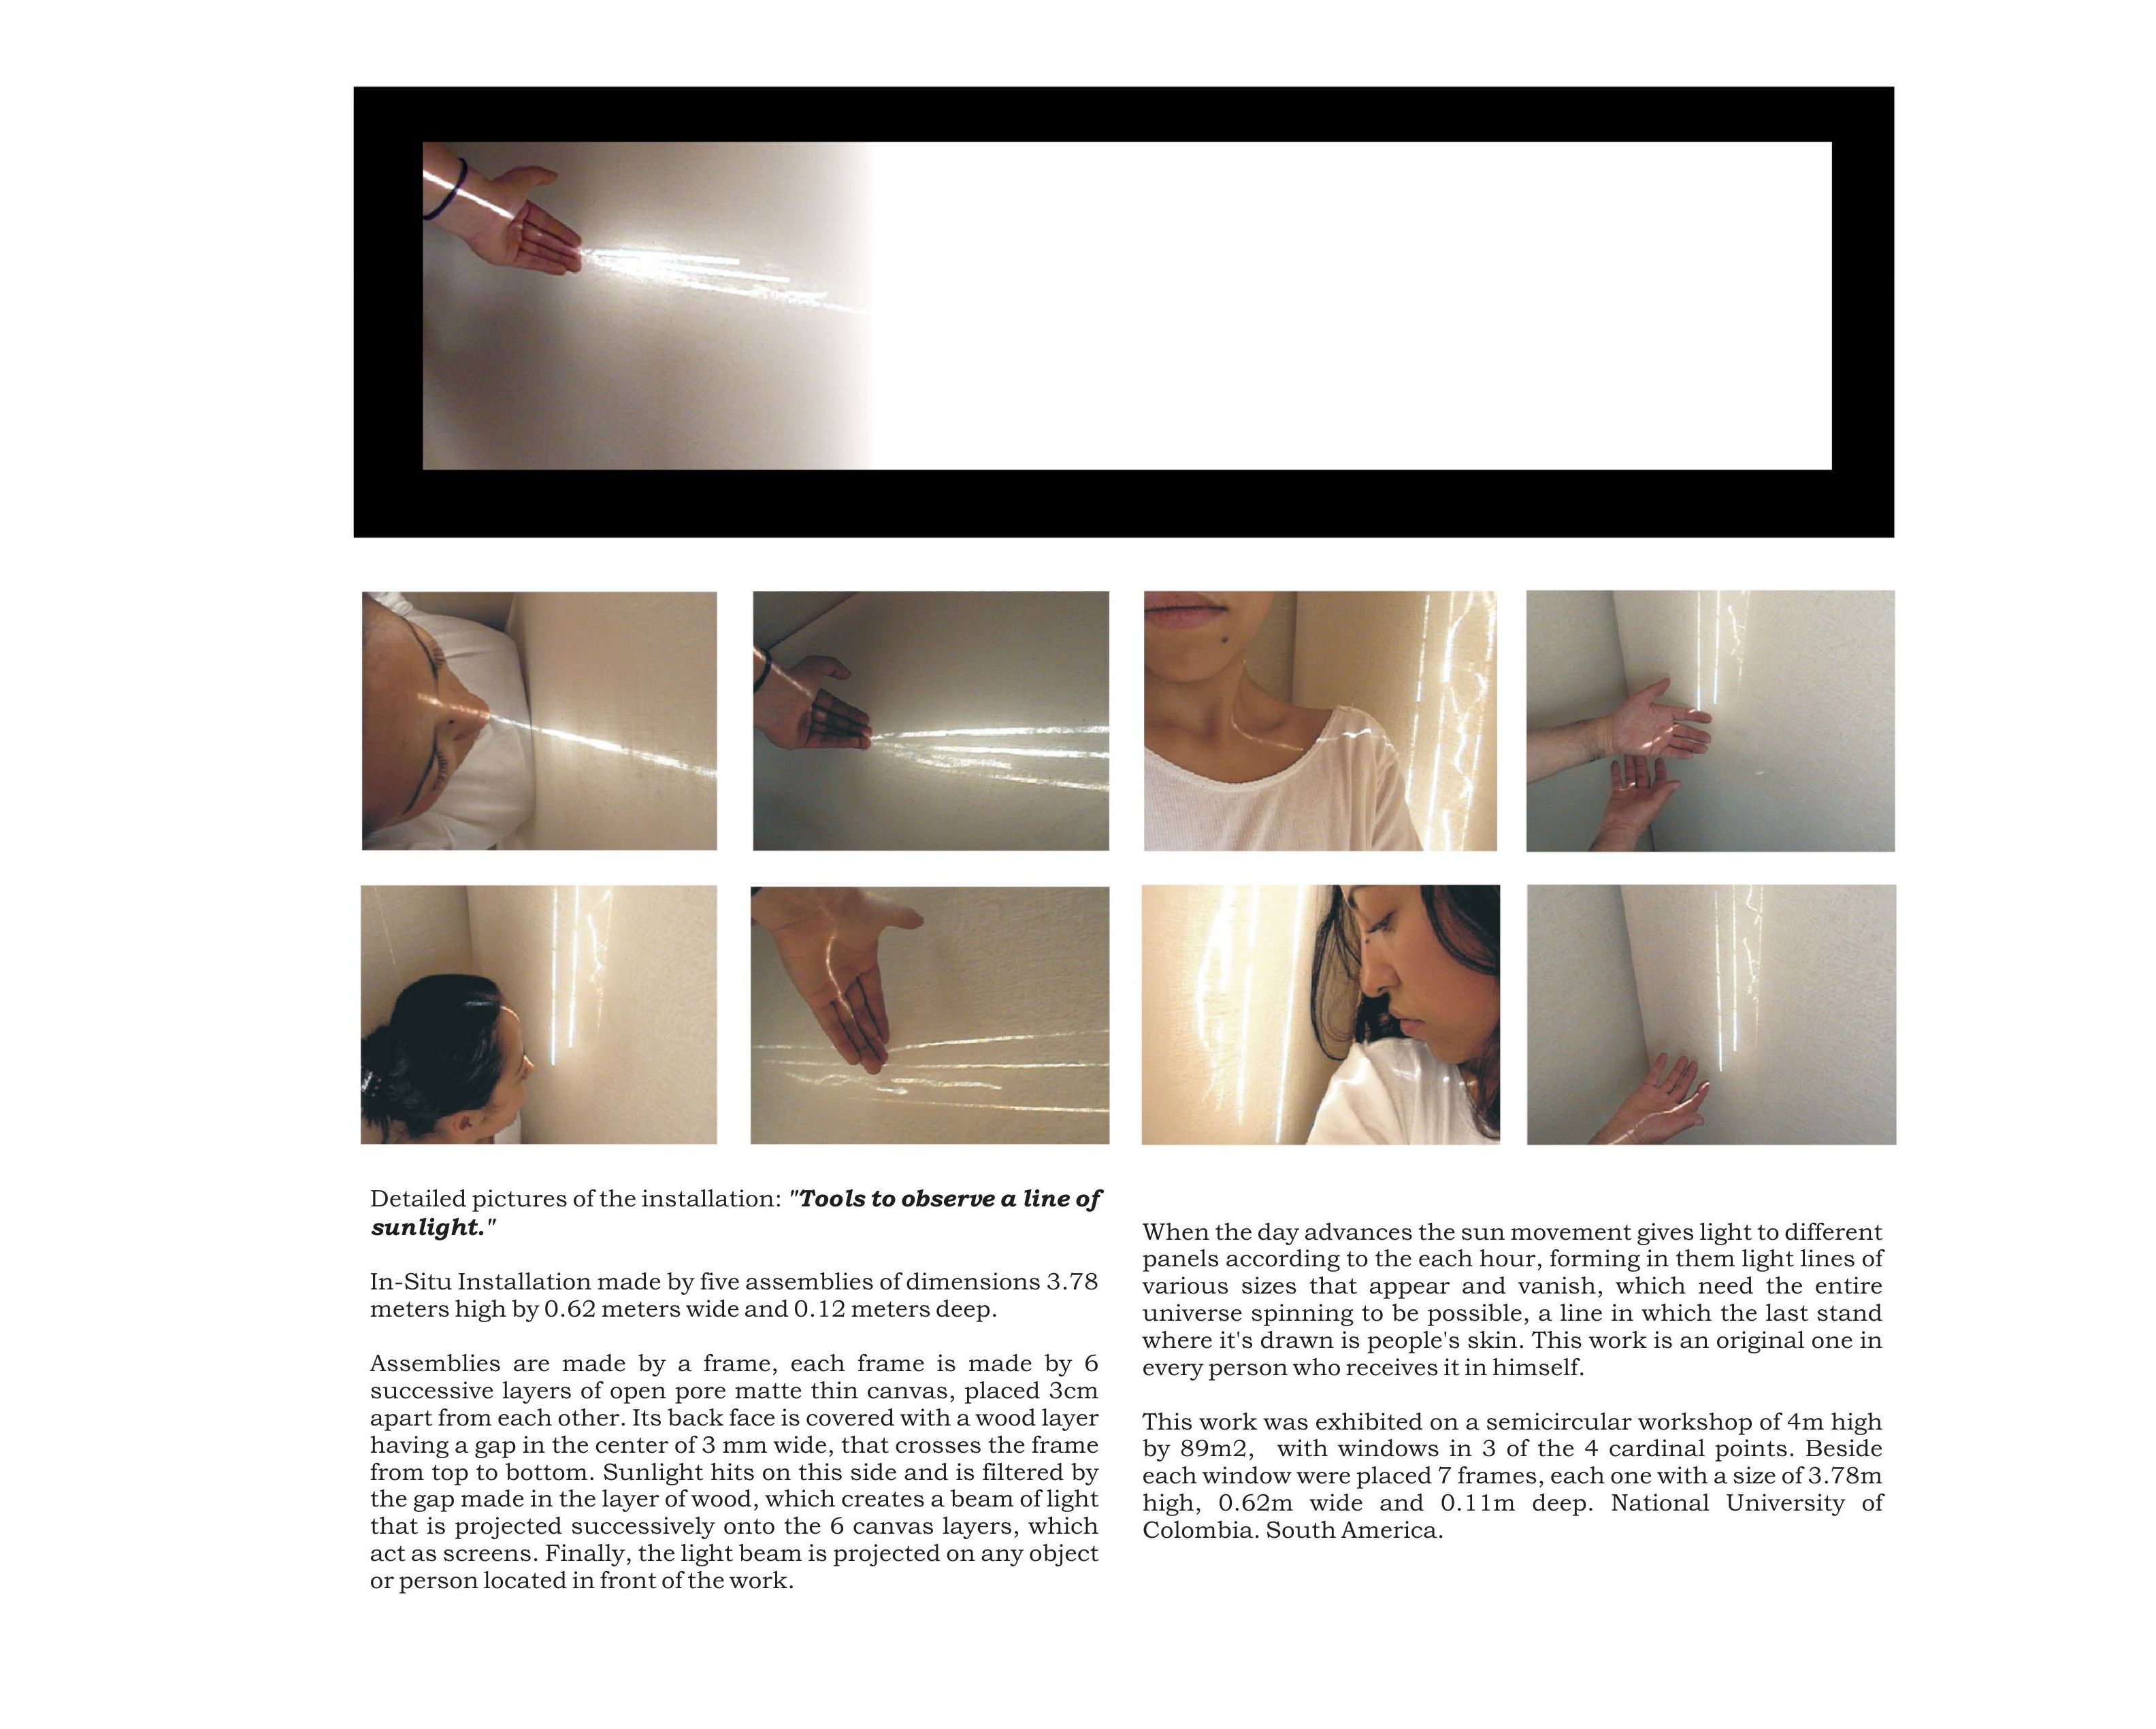 Detailed pictures of the installation: "Tools to observe a line of
sunlight."
In-Situ Installation made by five assemblies of dimensions 3.78
meters high by 0.62 meters wide and 0.12 meters deep.
Assemblies are made by a frame, each frame is made by 6
successive layers of open pore matte thin canvas, placed 3cm
apart from each other. Its back face is covered with a wood layer
having a gap in the center of 3 mm wide, that crosses the frame
from top to bottom. Sunlight hits on this side and is filtered by
the gap made in the layer of wood, which creates a beam of light
that is projected successively onto the 6 canvas layers, which
act as screens. Finally, the light beam is projected on any object
or person located in front of the work.
When the day advances the sun movement gives light to different
panels according to the each hour, forming in them light lines of
various sizes that appear and vanish, which need the entire
universe spinning to be possible, a line in which the last stand
where it's drawn is people's skin. This work is an original one in
every person who receives it in himself.
This work was exhibited on a semicircular workshop of 4m high
by 89m2, with windows in 3 of the 4 cardinal points. Beside
each window were placed 7 frames, each one with a size of 3.78m
high, 0.62m wide and 0.11m deep. National University of
Colombia. South America.